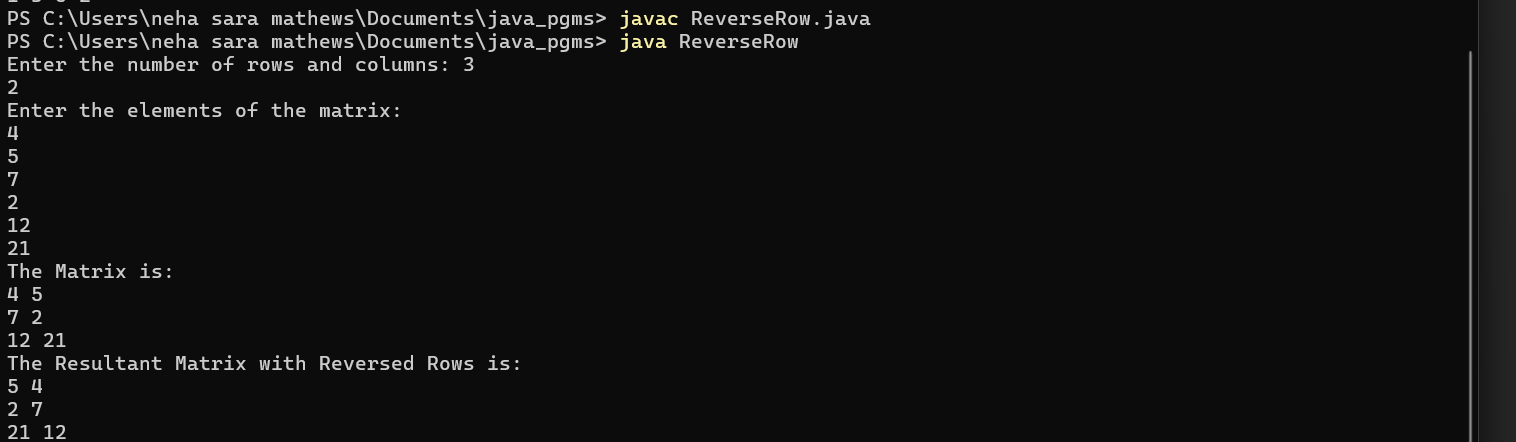 PS C:\Users\neha sara mathews\Documents\java_pgms> javac ReverseRow.java
PS C:\Users\neha sara mathews\Documents\java_pgms> java ReverseRow
Enter the number of rows and columns: 3
2
Enter the elements of the matrix:
4
5
7
2
12
21
The Matrix is:
4 5
7 2
12 21
The Resultant Matrix with Reversed Rows is:
5 4
2 7
21 12